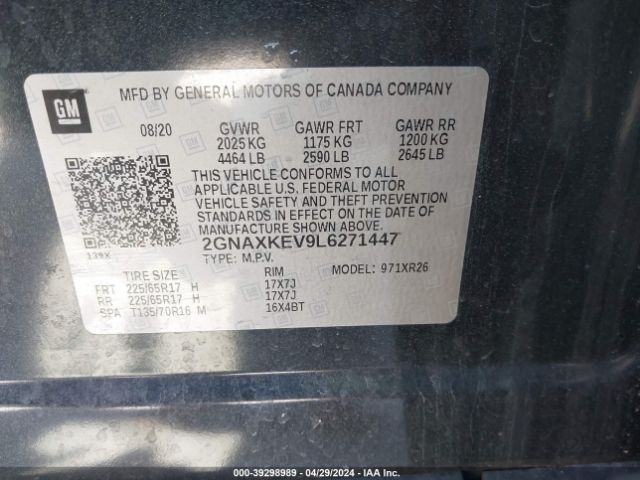 MFD BY GENERAL MOTORS OF CANADA COMPANY
GM
08/20 GVWR GAWR FRT GAWR RR
2025 KG 1175 KG 1200 KG
4464 LB 2590 LB 2645 LB
THIS VEHICLE CONFORMS TO ALL
APPLICABLE U.S. FEDERAL MOTOR
VEHICLE SAFETY AND THEFT PREVENTION
STANDARDS IN EFFECT ON THE DATE OF
MANUFACTURE SHOWN ABOVE.
2GNAXKEV9L6271447
139X TYPE: M.P.V.
TIRE SIZE RIM MODEL: 971XR26
FRT 225/65R17 H 17X7J
RR 225/65R17 H 17X7J
SPA T135/70R16 M 16X4BT
000-39298989 - 04/29/2024 - IAA Inc.